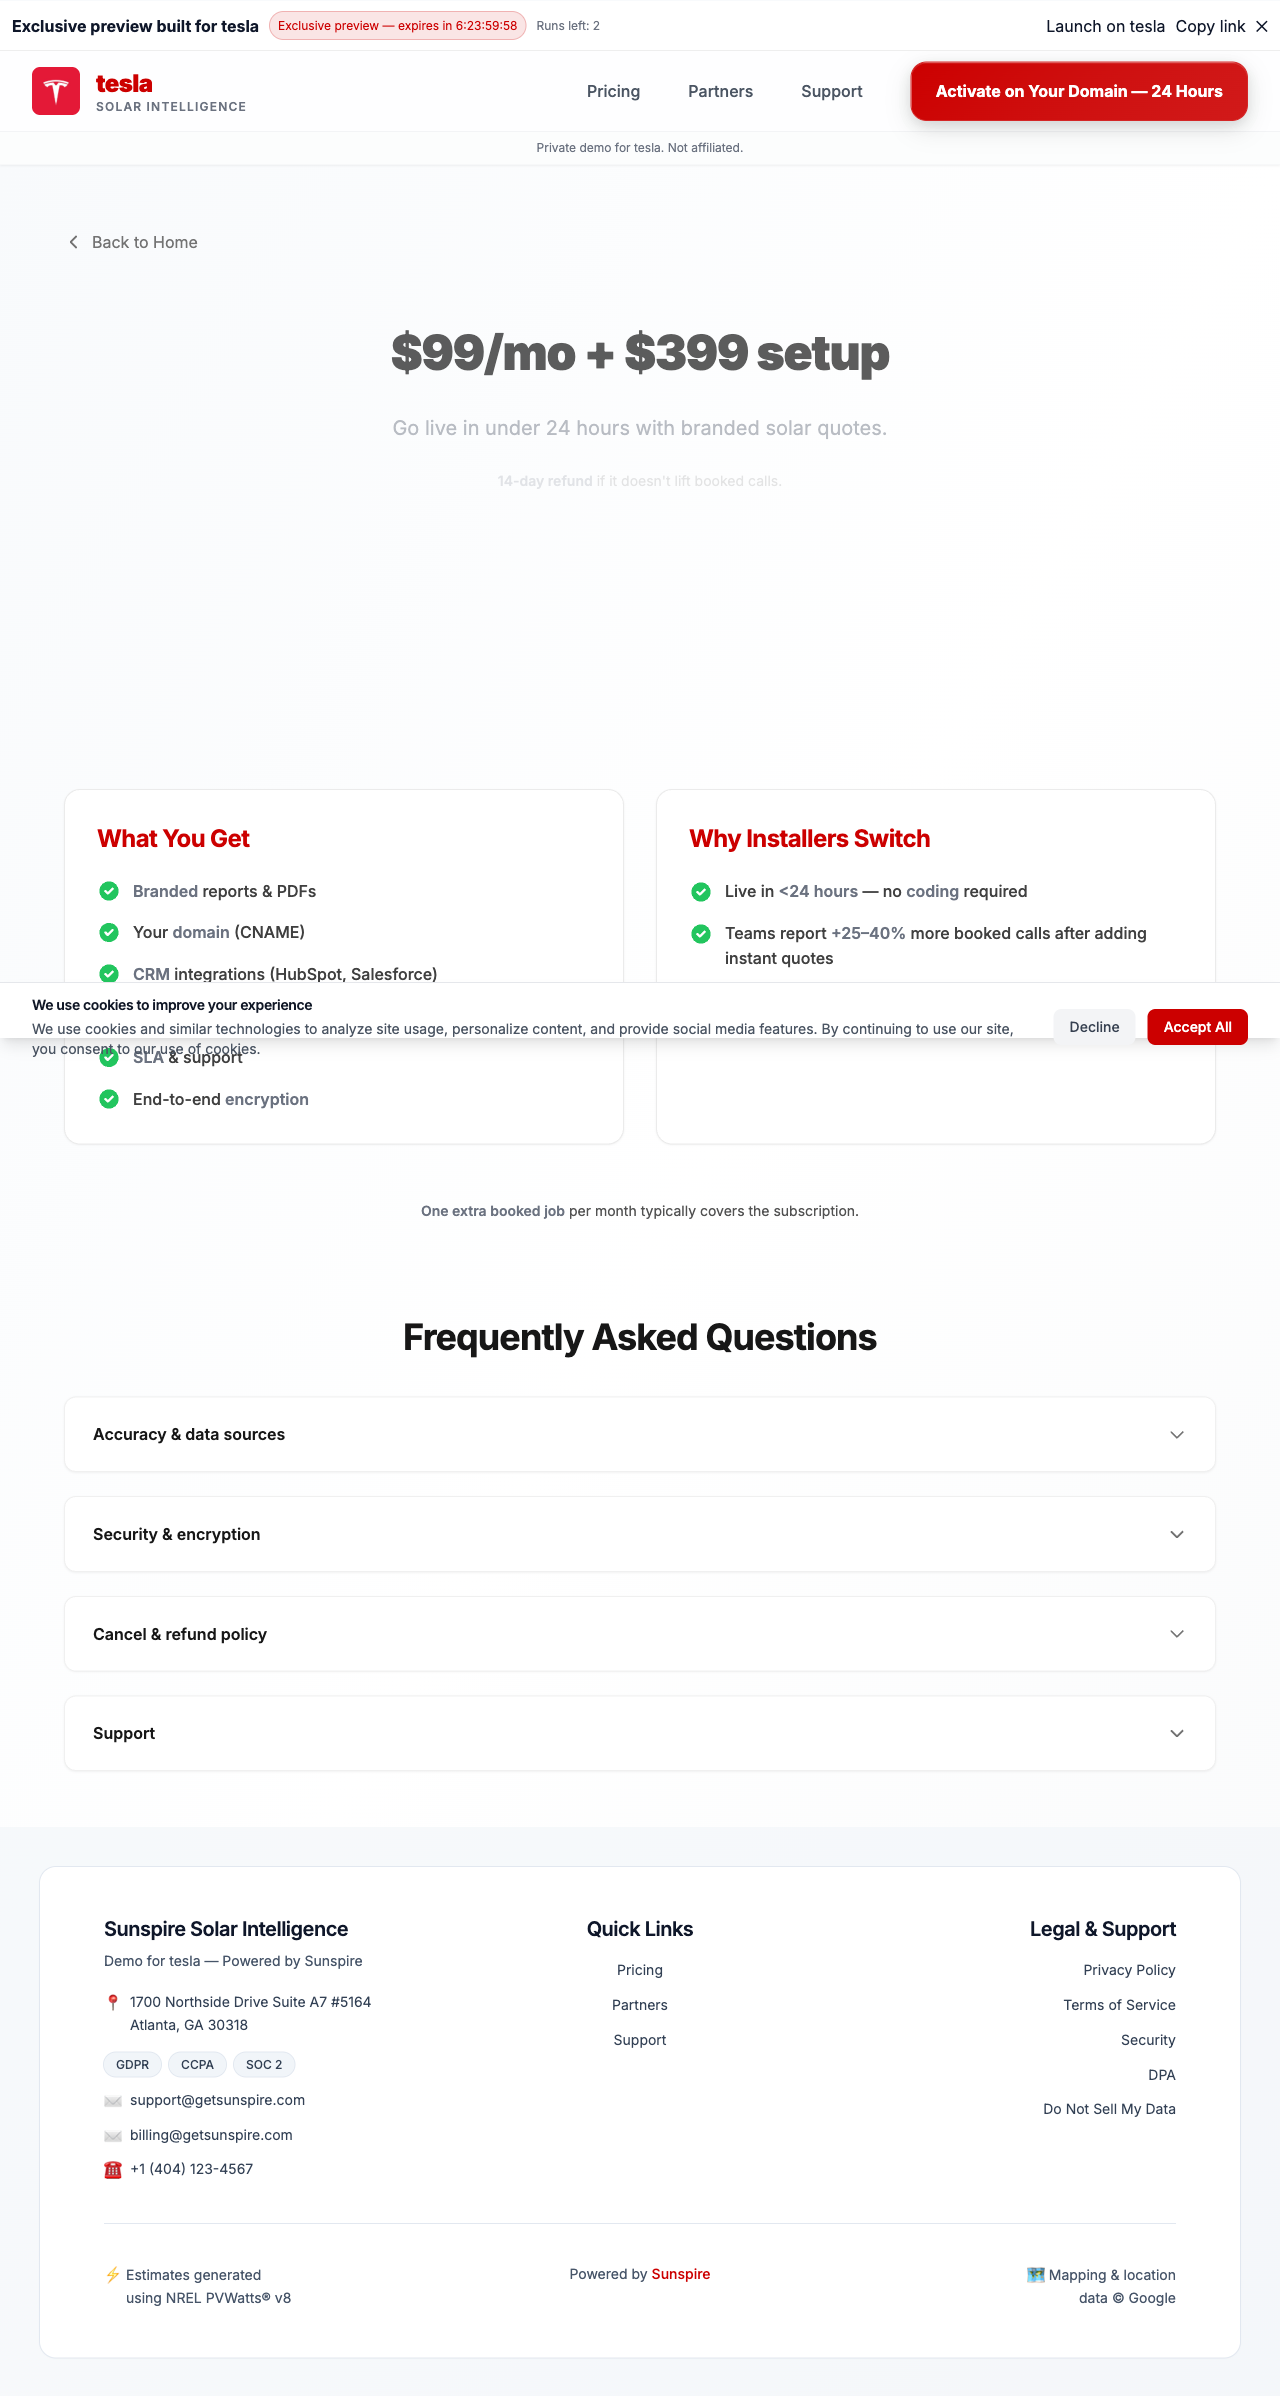 Exclusive preview built for tesla
Exclusive preview — expires in 6:23:59:58
Runs left: 2
Launch on tesla
Copy link
tesla
SOLAR INTELLIGENCE
Pricing
Partners
Support
Activate on Your Domain — 24 Hours
Private demo for tesla. Not affiliated.
Back to Home
$99/mo + $399 setup
Go live in under 24 hours with branded solar quotes.
14-day refund if it doesn't lift booked calls.
What You Get
Branded reports & PDFs
Your domain (CNAME)
CRM integrations (HubSpot, Salesforce)
SLA & support
End-to-end encryption
Why Installers Switch
Live in <24 hours — no coding required
Teams report +25–40% more booked calls after adding
instant quotes
We use cookies to improve your experience
We use cookies and similar technologies to analyze site usage, personalize content, and provide social media features. By continuing to use our site,
you consent to our use of cookies.
Decline
Accept All
One extra booked job per month typically covers the subscription.
Frequently Asked Questions
Accuracy & data sources
Security & encryption
Cancel & refund policy
Support
Sunspire Solar Intelligence
Demo for tesla — Powered by Sunspire
1700 Northside Drive Suite A7 #5164
Atlanta, GA 30318
GDPR
CCPA
SOC 2
support@getsunspire.com
billing@getsunspire.com
+1 (404) 123-4567
Quick Links
Pricing
Partners
Support
Legal & Support
Privacy Policy
Terms of Service
Security
DPA
Do Not Sell My Data
Estimates generated
using NREL PVWatts® v8
Powered by Sunspire
Mapping & location
data © Google